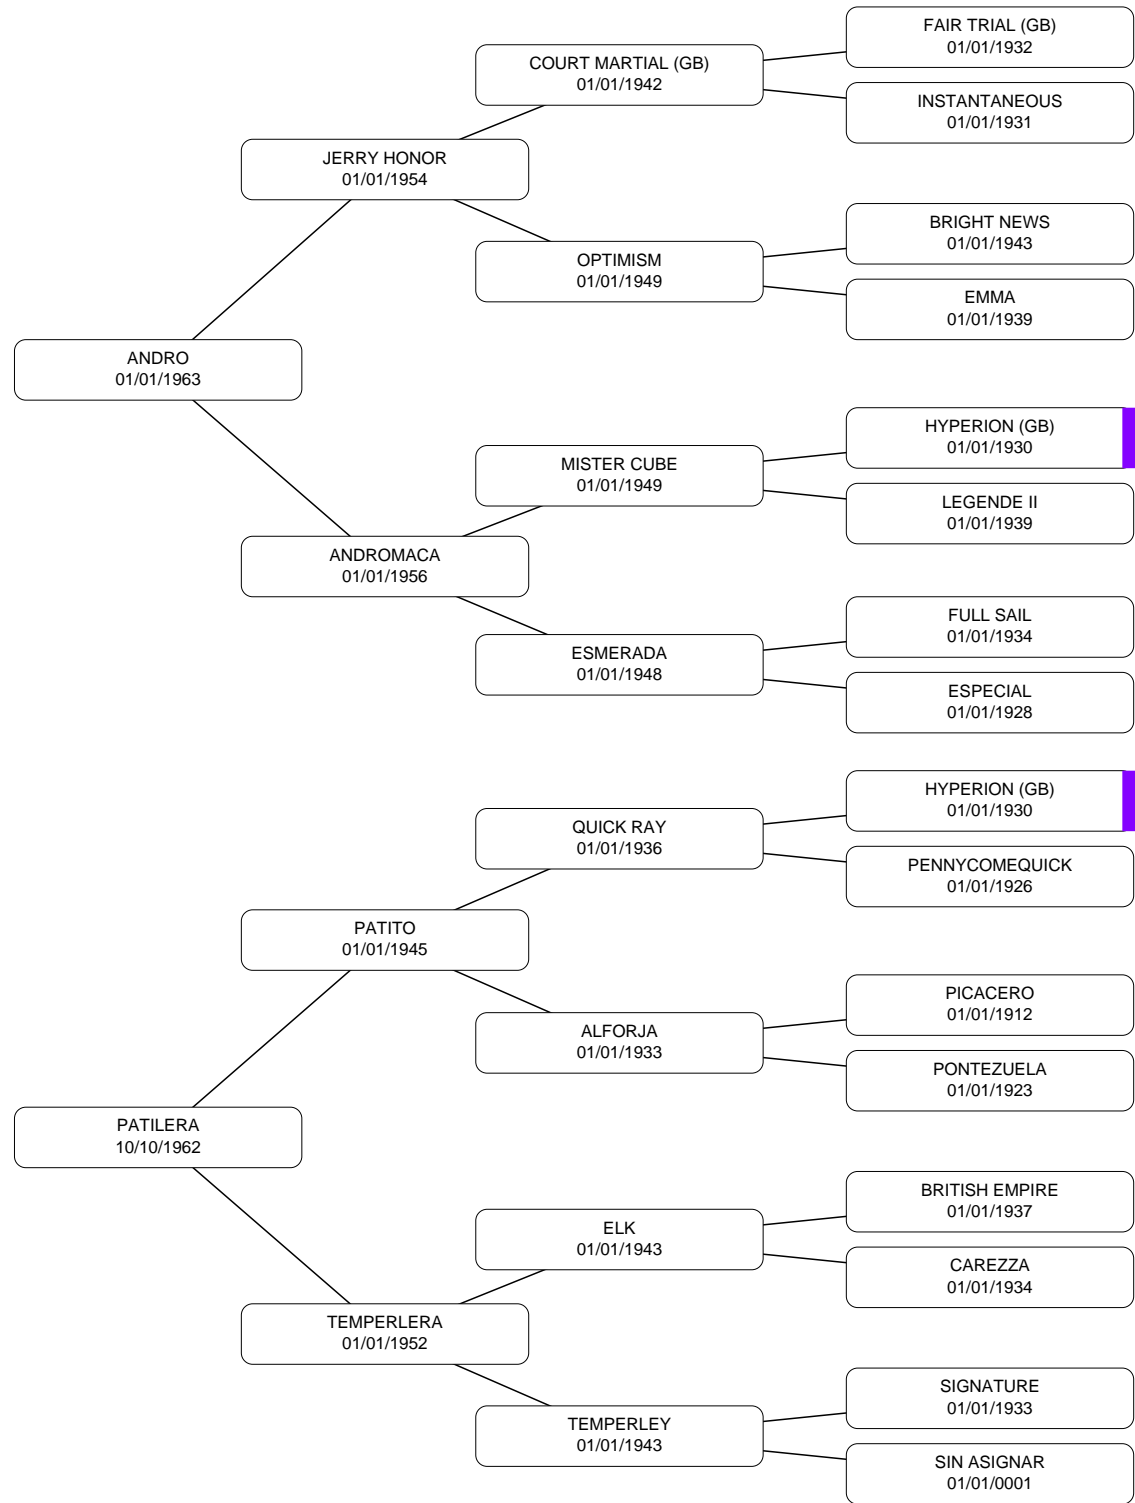 FAIR TRIAL (GB)
01/01/1932
COURT MARTIAL (GB)
01/01/1942
INSTANTANEOUS
01/01/1931
JERRY HONOR
01/01/1954
BRIGHT NEWS
01/01/1943
OPTIMISM
01/01/1949
EMMA
01/01/1939
ANDRO
01/01/1963
HYPERION (GB)
01/01/1930
MISTER CUBE
01/01/1949
LEGENDE II
01/01/1939
ANDROMACA
01/01/1956
FULL SAIL
01/01/1934
ESMERADA
01/01/1948
ESPECIAL
01/01/1928
HYPERION (GB)
01/01/1930
QUICK RAY
01/01/1936
PENNYCOMEQUICK
01/01/1926
PATITO
01/01/1945
PICACERO
01/01/1912
ALFORJA
01/01/1933
PONTEZUELA
01/01/1923
PATILERA
10/10/1962
BRITISH EMPIRE
01/01/1937
ELK
01/01/1943
CAREZZA
01/01/1934
TEMPERLERA
01/01/1952
SIGNATURE
01/01/1933
TEMPERLEY
01/01/1943
SIN ASIGNAR
01/01/0001